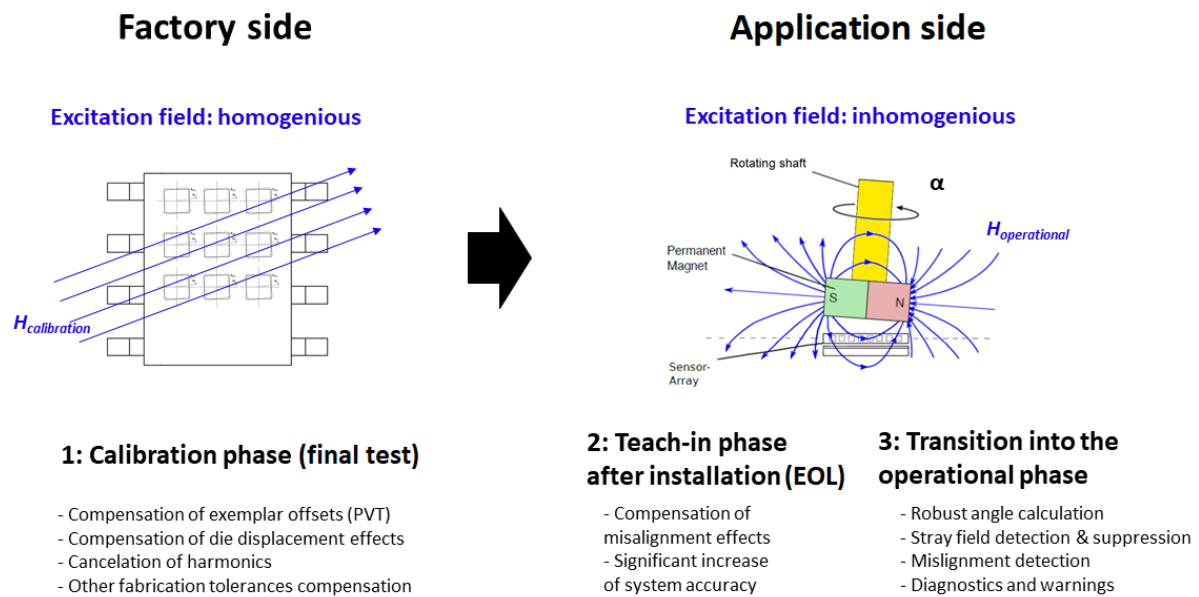 Factory side
Application side
Excitation field: homogenious
Excitation field: inhomogenious
Rotating shaft
α
H operational
Permanent
Magnet
S
N
H calibration
Sensor-
Array
1: Calibration phase (final test)
- Compensation of exemplar offsets (PVT)
- Compensation of die displacement effects
- Cancelation of harmonics
- Other fabrication tolerances compensation
2: Teach-in phase
after installation (EOL)
- Compensation of
misalignment effects
- Significant increase
of system accuracy
3: Transition into the
operational phase
- Robust angle calculation
- Stray field detection & suppression
- Mislignment detection
- Diagnostics and warnings